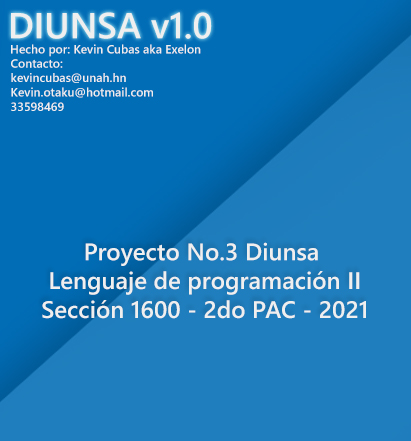 DIUNSA v1.0
Hecho por: Kevin Cubas aka Exelon
Contacto:
kevincubas@unah.hn
Kevin.otaku@hotmail.com
33598469
Proyecto No.3 Diunsa
Lenguaje de programación II
Sección 1600 - 2do PAC - 2021